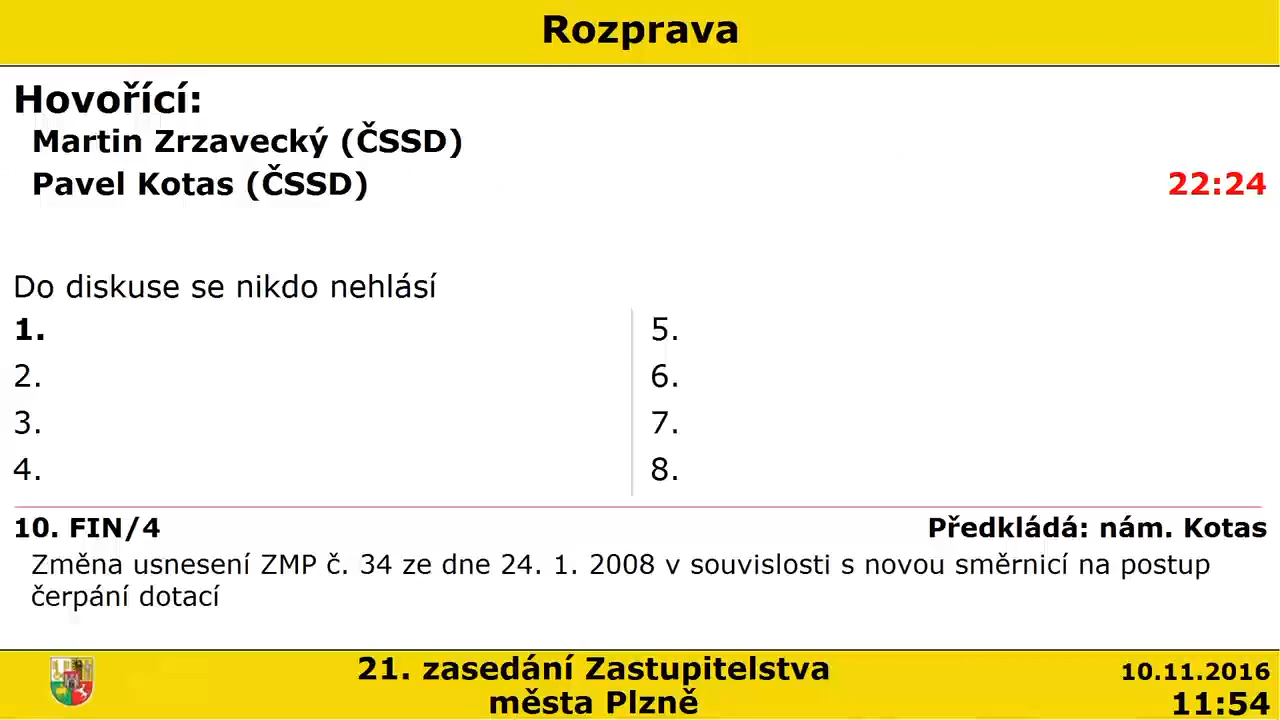 Rozprava
Hovořící:
Martin Zrzavecký (ČSSD)
Pavel Kotas (ČSSD) 22:24
Do diskuse se nikdo nehlásí
1.
2.
3.
4.
5.
6.
7.
8.
10. FIN/4 Předkládá: nám. Kotas
Změna usnesení ZMP č. 34 ze dne 24. 1. 2008 v souvislosti s novou směrnicí na postup
čerpání dotací
21. zasedání Zastupitelstva
města Plzně
10.11.2016
11:54